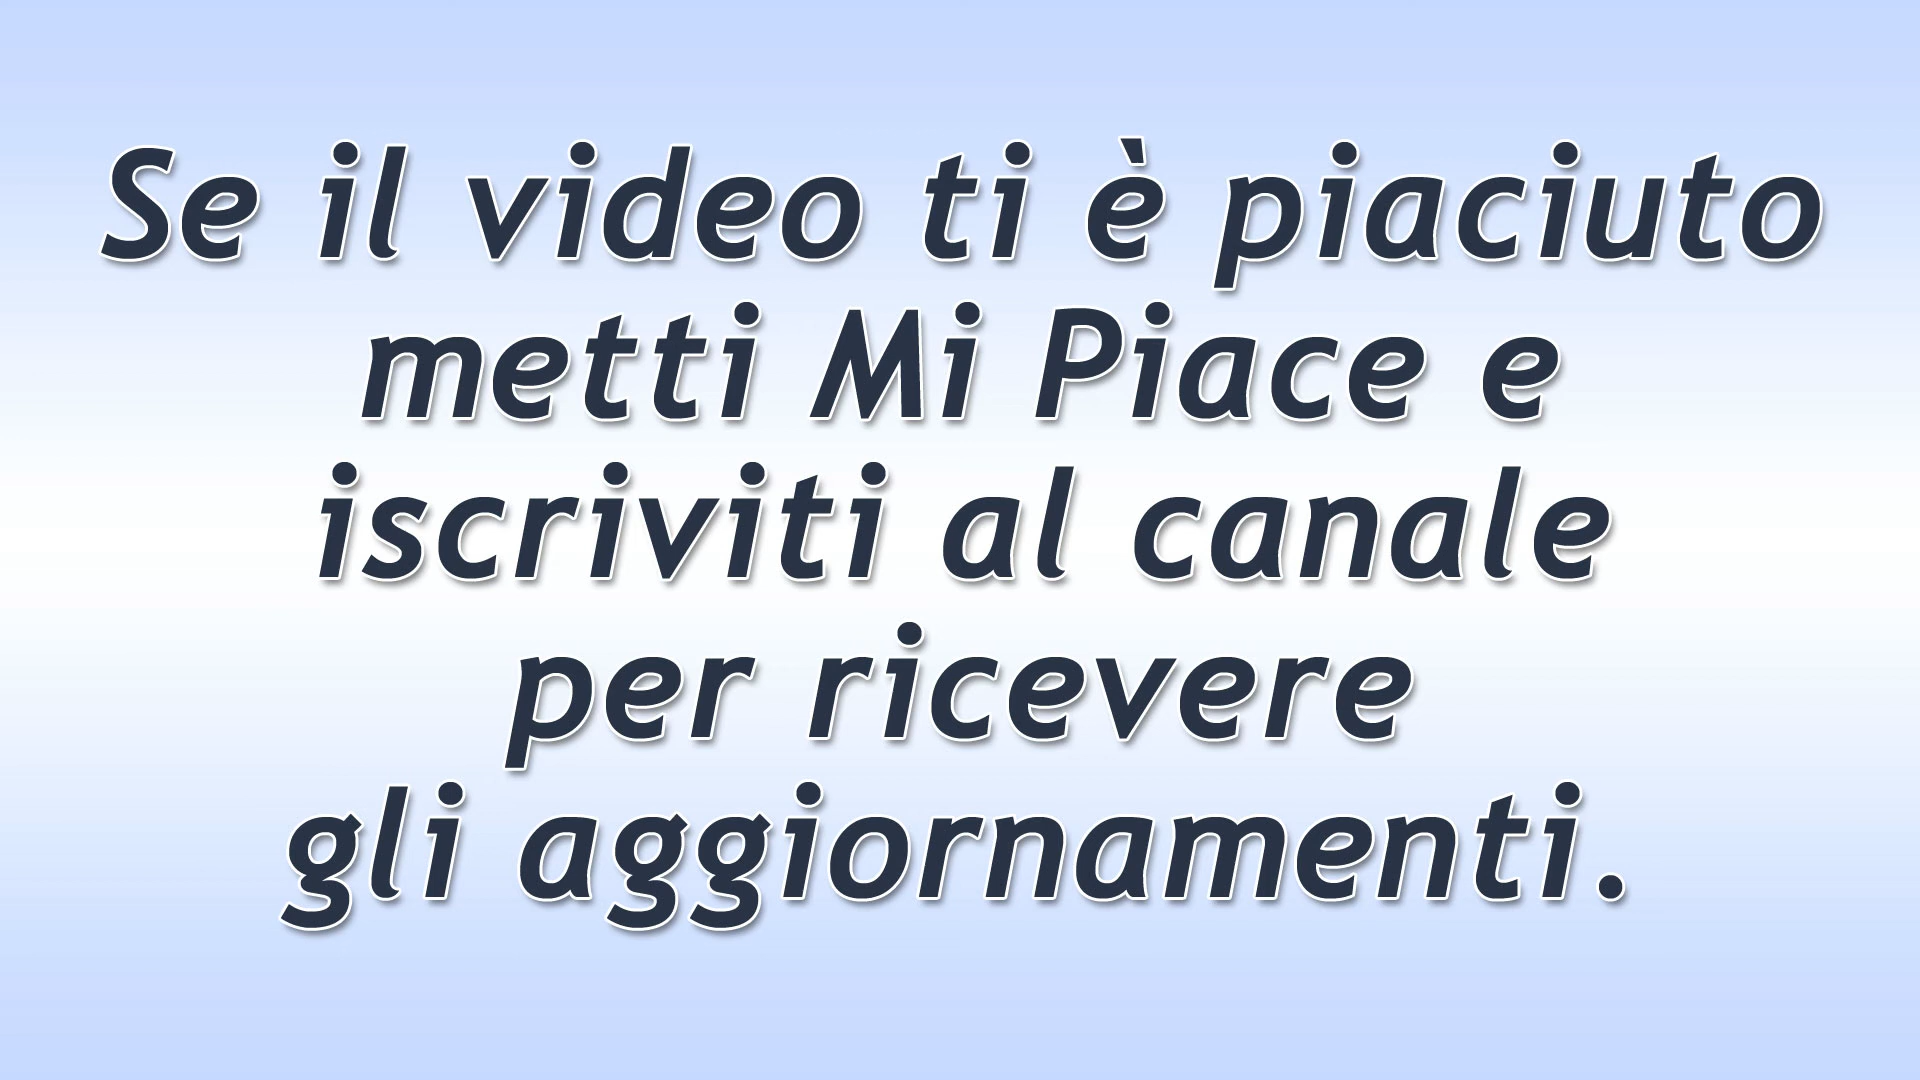 Se il video ti è piaciuto
metti Mi Piace e
iscriviti al canale
per ricevere
gli aggiornamenti.